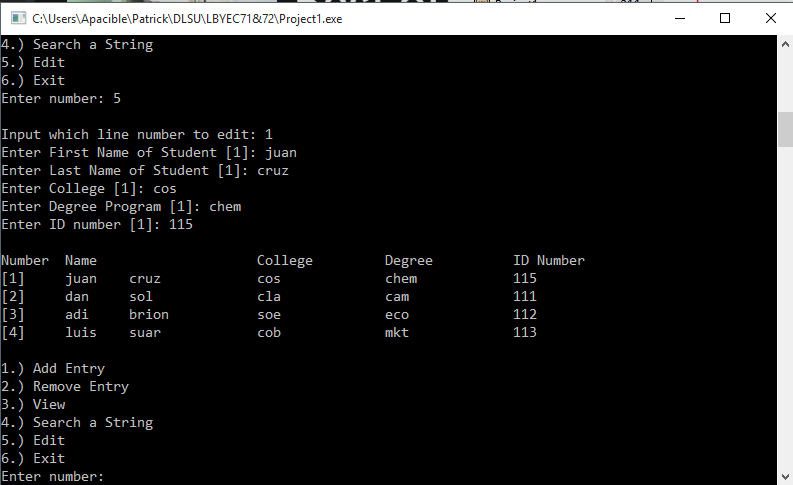 C:\Users\Apacible\Patrick\DLSU\LBYEC71&72\Project1.exe
4.) Search a String
5.) Edit
6.) Exit
Enter number: 5
Input which line number to edit: 1
Enter First Name of Student [1]: juan
Enter Last Name of Student [1]: cruz
Enter College [1]: cos
Enter Degree Program [1]: chem
Enter ID number [1]: 115
Number Name College Degree ID Number
[1] juan cruz cos chem 115
[2] dan sol cla cam 111
[3] adi brion soe eco 112
[4] luis suar cob mkt 113
1.) Add Entry
2.) Remove Entry
3.) View
4.) Search a String
5.) Edit
6.) Exit
Enter number: